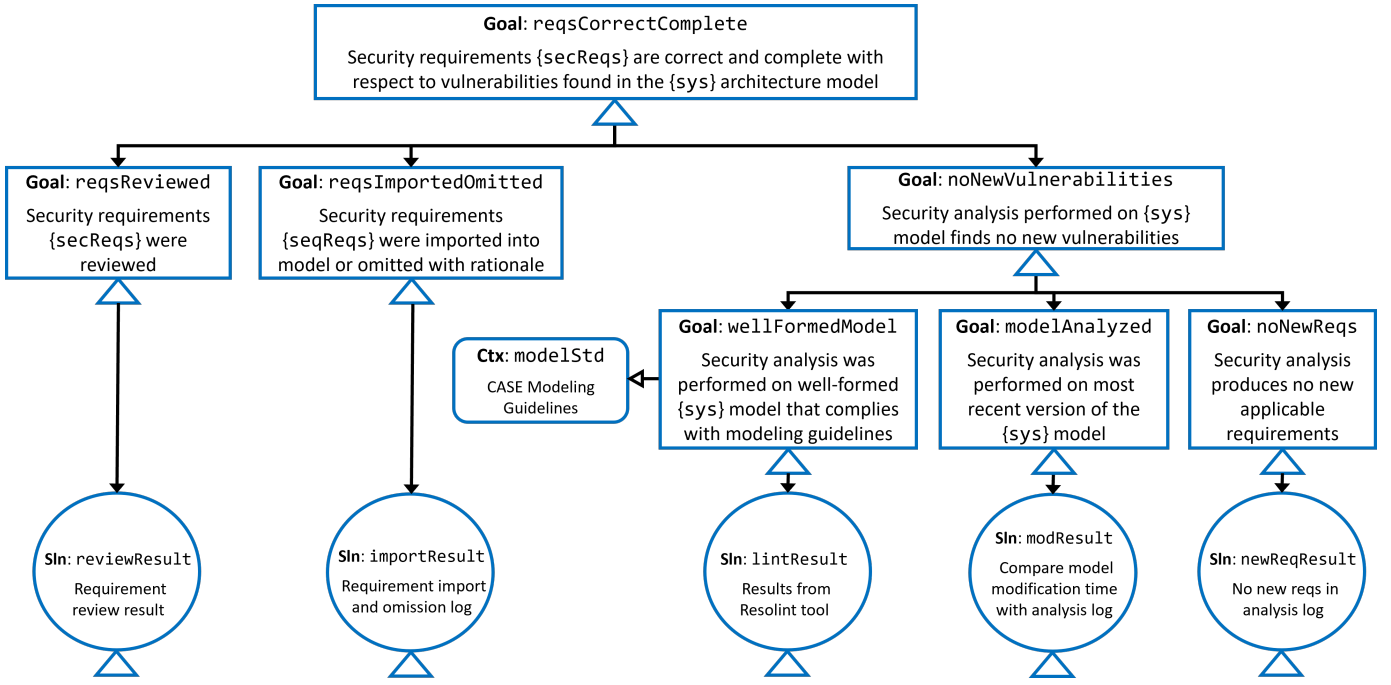 Goal: reqsCorrectComplete
Security requirements {secReqs} are correct and complete with
respect to vulnerabilities found in the {sys} architecture model
Goal: reqsReviewed
Security requirements
{secReqs} were
reviewed
Goal: reqsImportedOmitted
Security requirements
{seqReqs} were imported into
model or omitted with rationale
Goal: noNewVulnerabilities
Security analysis performed on {sys}
model finds no new vulnerabilities
Ctx: modelStd
CASE Modeling
Guidelines
Goal: wellFormedModel
Security analysis was
performed on well-formed
{sys} model that complies
with modeling guidelines
Goal: modelAnalyzed
Security analysis was
performed on most
recent version of the
{sys} model
Goal: noNewReqs
Security analysis
produces no new
applicable
requirements
Sln: reviewResult
Requirement
review result
Sln: importResult
Requirement import
and omission log
Sln: lintResult
Results from
Resolint tool
Sln: modResult
Compare model
modification time
with analysis log
Sln: newReqResult
No new reqs in
analysis log